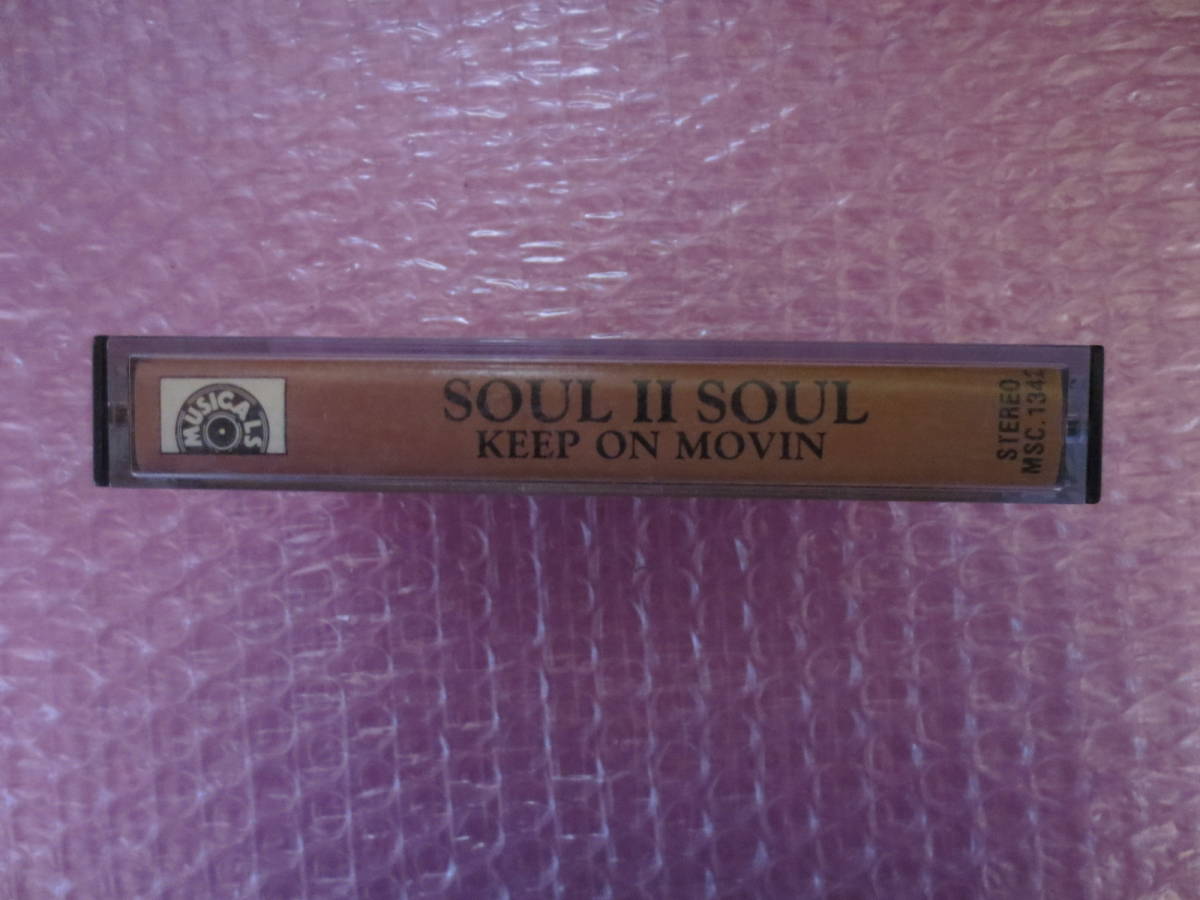 MUSICALS
SOUL II SOUL
KEEP ON MOVIN
STEREO
MSC. 1342